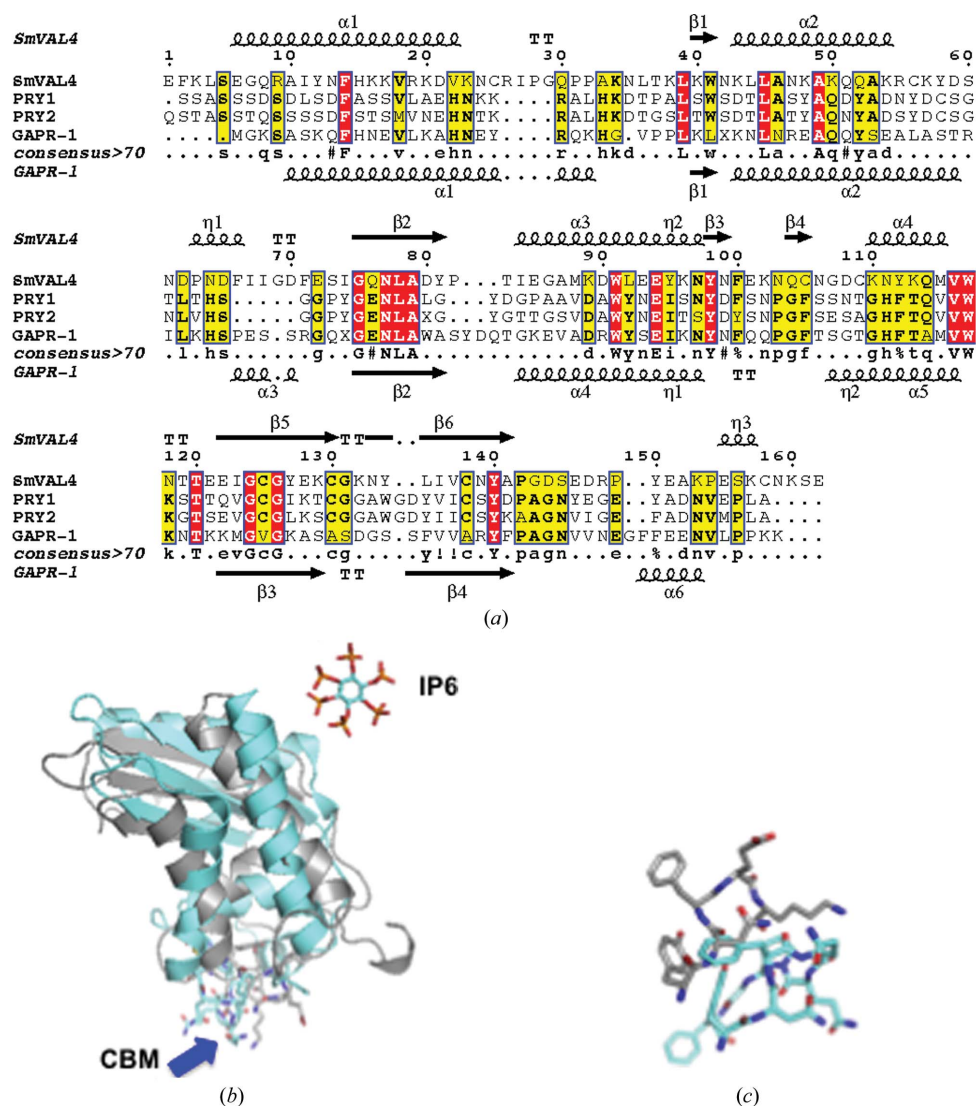 SmVAL4 α1 TT β1 α2
1 10 20 30 40 50 60
SmVAL4 EFKLSEGQRAIYNFHKKVRKDVKNCRIPGQPPAKNLTKLKWNKLLANKAKQQAKRCKYDS
PRY1 .SSASSSDSDLSDFASSVLAEHNKK....RALHKDTPALSWSDTLASYAQDYADNYDCSG
PRY2 QSTASSTQSDLSDFSTSMVNEHNTK....RALHKDTGSLTWSDTLATYAQNYADNYDCSG
GAPR-1 .....MGKSASKQFHNEVLKAHNEY....RQKHG.VPPLKLXKNLNREAQQYSEALASTR
consensus>70 ....s..qs...#F...v..ehn......r..hkd....L.w...La..Aq#yad......
GAPR-1 α1 β1 α2
SmVAL4 η1 TT β2 α3 η2 β3 β4 α4
70 80 90 100 110
SmVAL4 NDPNDFIIGDFESIGQNLADYP..TIEGAMKDWLEEYKNYNFEKNQCNGDCKNYKQMVW
PRY1 TLTHS.....GGPYGENLALG..YDGPAAVDAWYNEISNYDFSNPGFSSNTGHFTQVVW
PRY2 NLVHS.....GGPYGENLAXG..YGTTGSVDAWYNEITSYDYSNPGFSESAGHFTQVVW
GAPR-1 ILKHSPES.SRGQXGENLAWASYDQTGKEVADRWYSEIKNYNFQQPGFTSGTGHFTAMVW
consensus>70 .l.hs......g..G#NLA...........d.WynEi.nY#%.npgf....gh%tq.VW
GAPR-1 α3 β2 α4 η1 TT η2 α5
SmVAL4 TT β5 TT β6 η3
120 130 140 150 160
SmVAL4 NTTEEIGCGYEKCGKNY..LIVCNYAPGDSEDRP.YEAKPESKCNKSE
PRY1 KSTTQVGCGIKTCGGAWGDYVICSYDPAGNYEGE..YADNVEPLA....
PRY2 KGTSEVGCGLKSCGGAWGDYIICSYKAAGNVIGE..FADNVMPLA....
GAPR-1 KNTKKMGVGKASASDGS.SFVVARYFPAGNVVNEGFFEENVLPPKK...
consensus>70 k.T.evGcG...cg....y!!c.Y.pagn...e..%.dnv.p.......
GAPR-1 β3 TT β4 α6
(a)
IP6
CBM
(b)
(c)